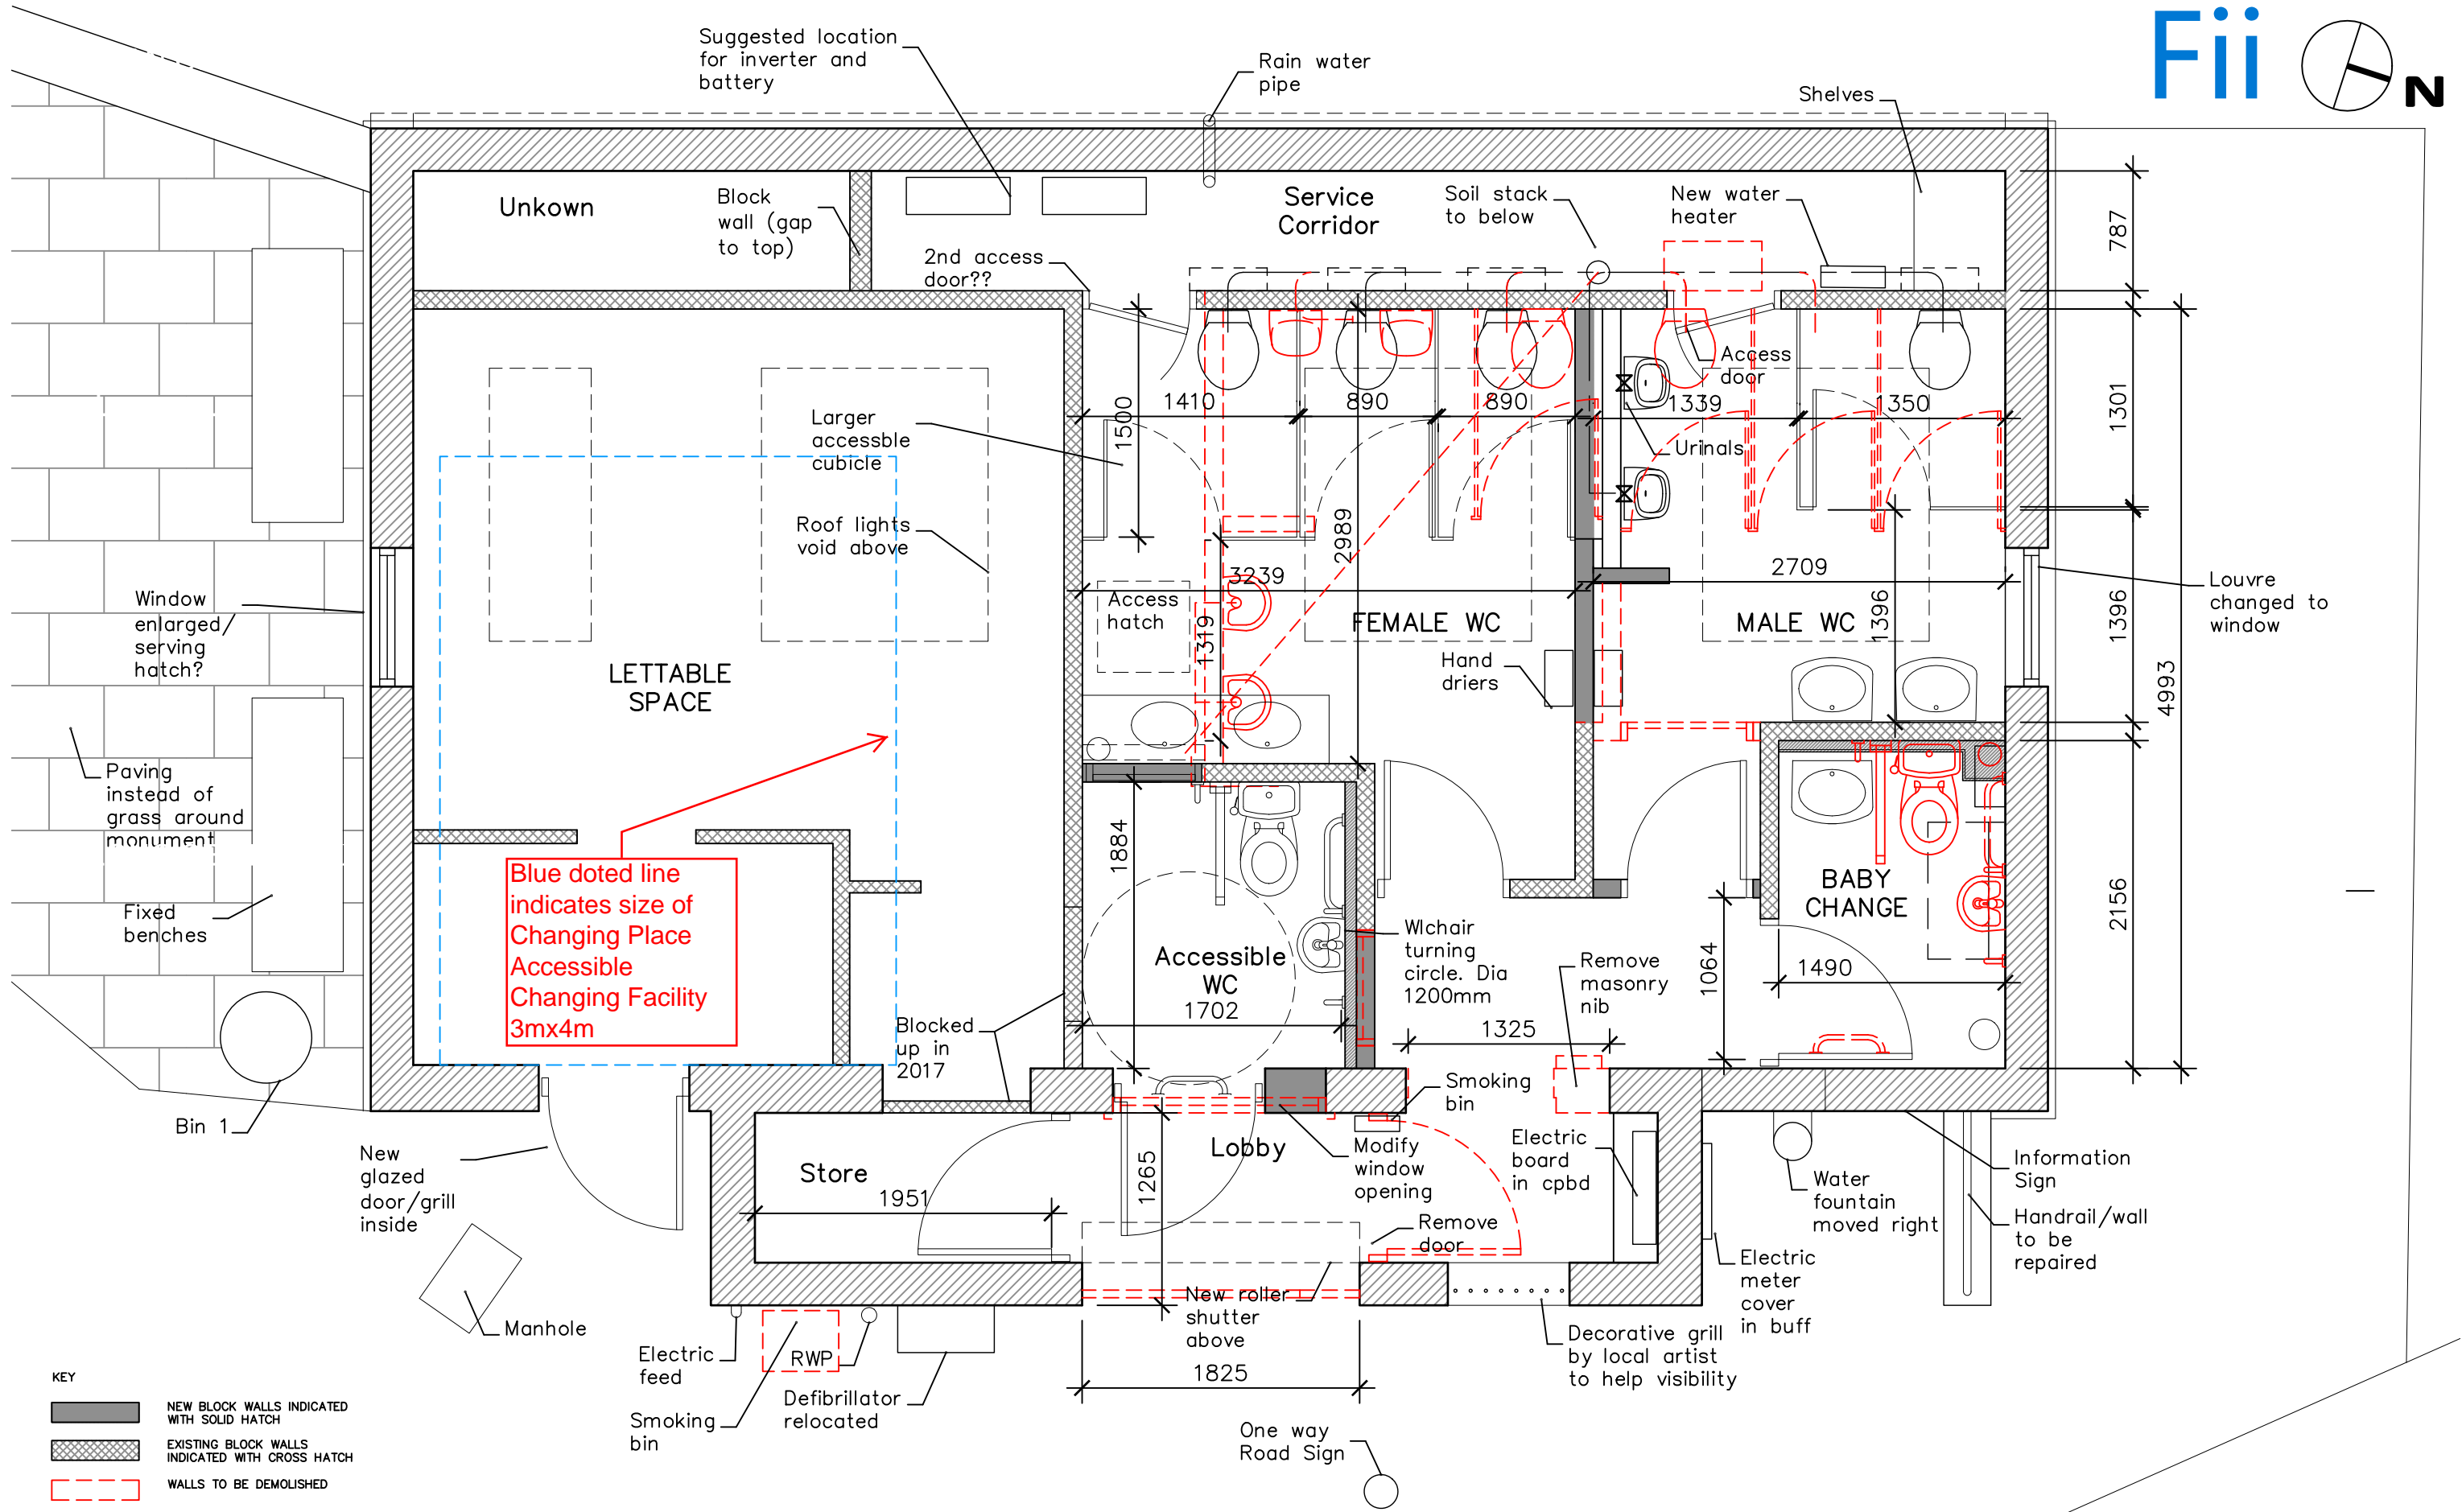 Fii
N
Suggested location
for inverter and
battery
Rain water
pipe
Shelves
Unkown
Block
wall (gap
to top)
Service
Corridor
Soil stack
to below
New water
heater
787
2nd access
door??
Access
door
1410
890
890
1339
1350
1500
1301
Larger
accessble
cubicle
Urinals
Roof lights
void above
2989
3239
2709
Access
hatch
1319
FEMALE WC
MALE WC
1396
1396
4993
Louvre
changed to
window
Window
enlarged/
serving
hatch?
LETTABLE
SPACE
Hand
driers
Paving
instead of
grass around
monument
1884
Blue doted line
indicates size of
Changing Place
Accessible
Changing Facility
3mx4m
BABY
CHANGE
2156
Fixed
benches
Accessible
WC
1702
Wlchair
turning
circle. Dia
1200mm
Remove
masonry
nib
1064
1490
1325
Blocked
up in
2017
Smoking
bin
Bin 1
New
glazed
door/grill
inside
Store
1951
1265
Lobby
Modify
window
opening
Electric
board
in cpbd
Water
fountain
moved right
Information
Sign
Handrail/wall
to be
repaired
Remove
door
Electric
meter
cover
in buff
New roller
shutter
above
Manhole
Electric
feed
RWP
Decorative grill
by local artist
to help visibility
1825
Smoking
bin
Defibrillator
relocated
One way
Road Sign
KEY
NEW BLOCK WALLS INDICATED
WITH SOLID HATCH
EXISTING BLOCK WALLS
INDICATED WITH CROSS HATCH
WALLS TO BE DEMOLISHED